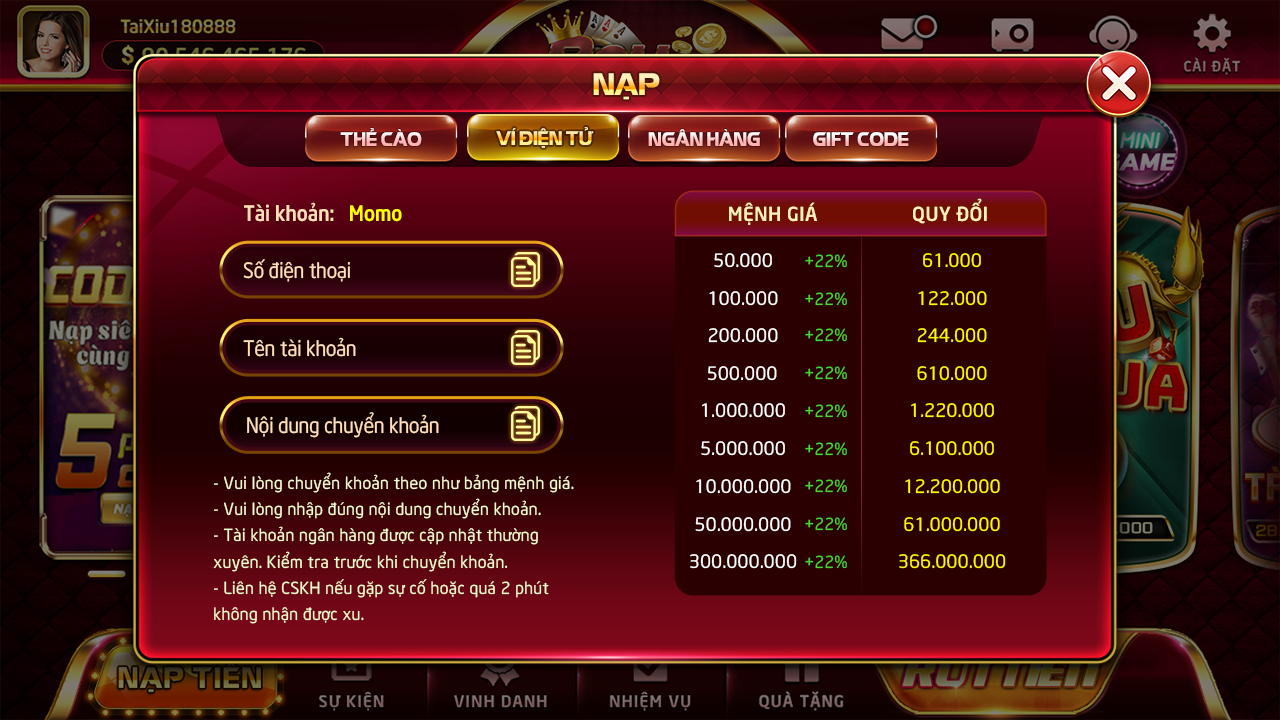 TaiXiu180888
CÀI ĐẶT
NẠP
THẺ CÀO
VÍ ĐIỆN TỬ
NGÂN HÀNG
GIFT CODE
MINI
GAME
Tài khoản: Momo
Số điện thoại
Tên tài khoản
Nội dung chuyển khoản
- Vui lòng chuyển khoản theo như bảng mệnh giá.
- Vui lòng nhập đúng nội dung chuyển khoản.
- Tài khoản ngân hàng được cập nhật thường
xuyên. Kiểm tra trước khi chuyển khoản.
- Liên hệ CSKH nếu gặp sự cố hoặc quá 2 phút
không nhận được xu.
MỆNH GIÁ QUY ĐỔI
50.000 +22% 61.000
100.000 +22% 122.000
200.000 +22% 244.000
500.000 +22% 610.000
1.000.000 +22% 1.220.000
5.000.000 +22% 6.100.000
10.000.000 +22% 12.200.000
50.000.000 +22% 61.000.000
300.000.000 +22% 366.000.000
COD
Nạp siê
cùng
5
NẠP TIỀN
SỰ KIỆN
VINH DANH
NHIỆM VỤ
QUÀ TẶNG
RÚT TIỀN